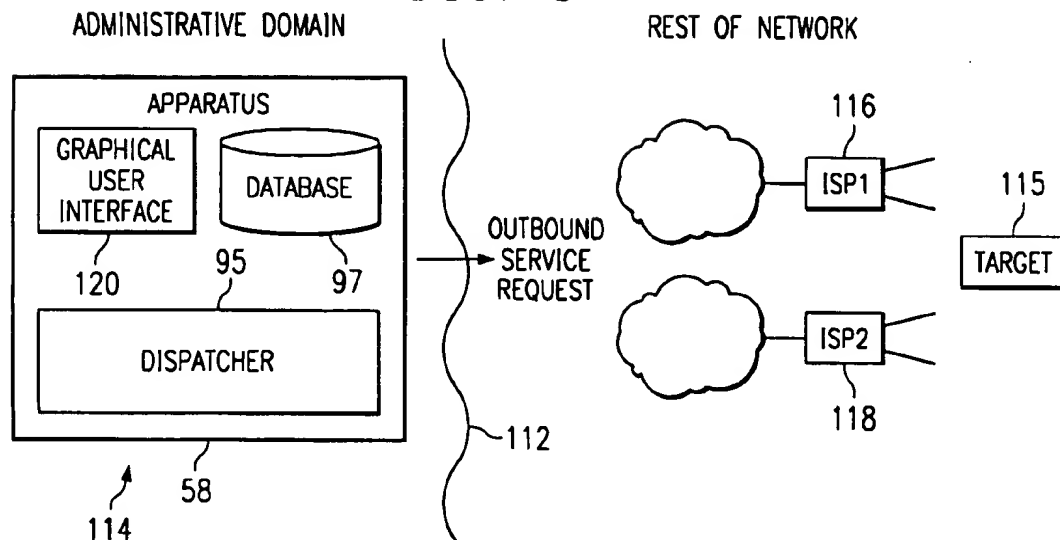 ADMINISTRATIVE DOMAIN
REST OF NETWORK
APPARATUS
GRAPHICAL
USER
INTERFACE
DATABASE
120
95
97
DISPATCHER
58
114
OUTBOUND
SERVICE
REQUEST
112
116
ISP1
115
TARGET
ISP2
118